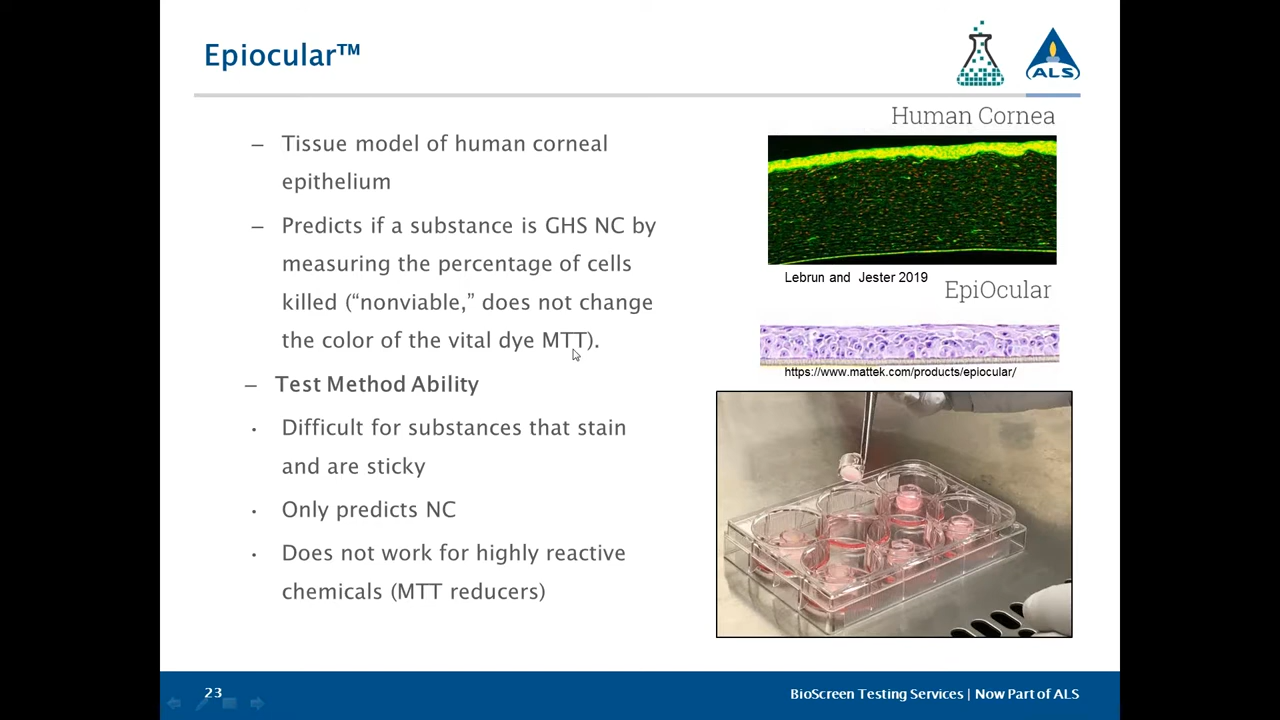 Epiocular™
ALS
– Tissue model of human corneal
epithelium
– Predicts if a substance is GHS NC by
measuring the percentage of cells
killed (“nonviable,” does not change
the color of the vital dye MTT).
– Test Method Ability
· Difficult for substances that stain
and are sticky
· Only predicts NC
· Does not work for highly reactive
chemicals (MTT reducers)
Human Cornea
Lebrun and Jester 2019
EpiOcular
https://www.mattek.com/products/epiocular/
23
BioScreen Testing Services | Now Part of ALS